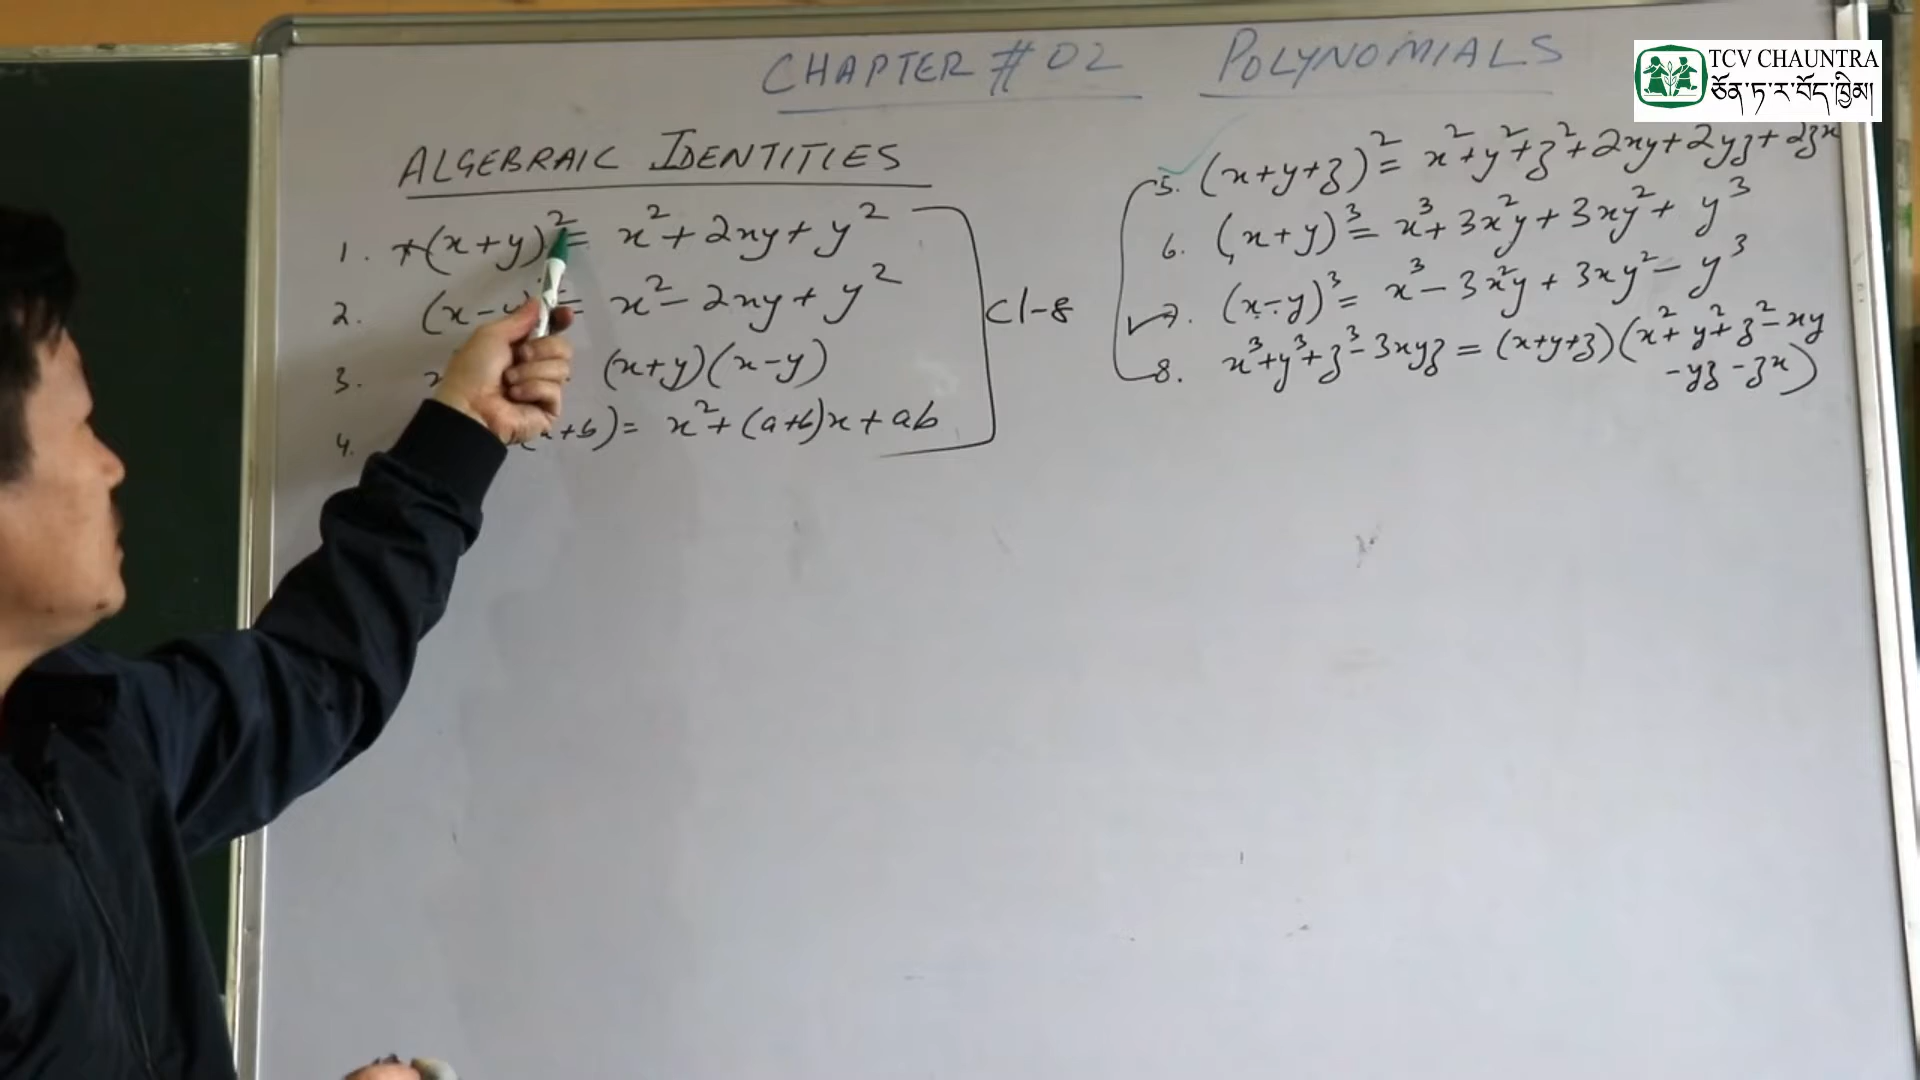 CHAPTER # 02 POLYNOMIALS
TCV CHAUNTRA
ཅོན་ཏ་ར་བོད་ཁྱིམ།
ALGEBRAIC IDENTITIES
1. (x+y)²= x²+2xy+y²
2. (x-y = x²-2xy+y²
3. (x+y)(x-y)
4. +b)= x²+(a+b)x+ab
Cl-8
5. (x+y+z)²= x²+y²+z²+2xy+2yz+2zx
6. (x+y)³= x³+3x²y+3xy²+y³
7. (x-y)³= x³-3x²y+3xy²-y³
8. x³+y³+z³-3xyz=(x+y+z)(x²+y²+z²-xy
-yz-zx)